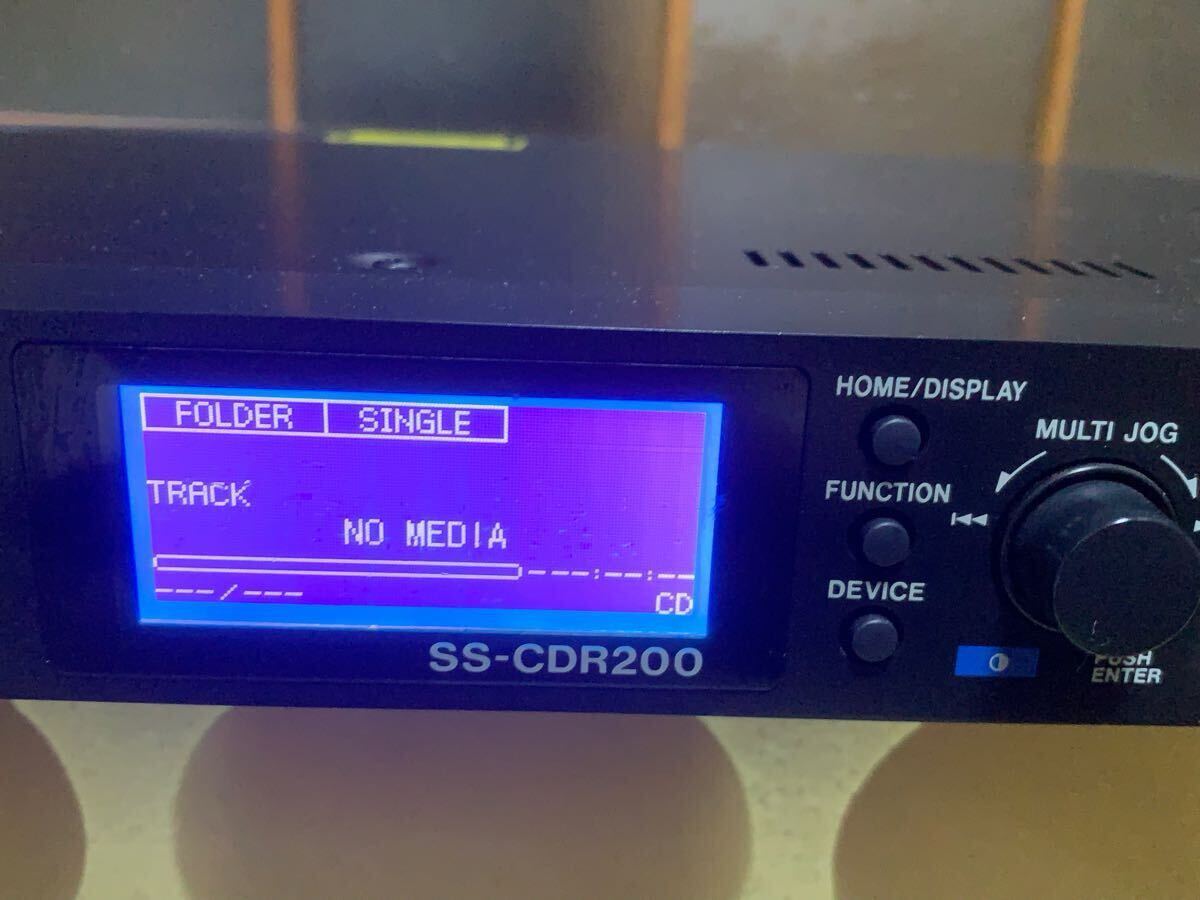 FOLDER SINGLE
TRACK
NO MEDIA
---:--:--
---/---
CD
SS-CDR200
HOME/DISPLAY
FUNCTION
DEVICE
MULTI JOG
PUSH
ENTER